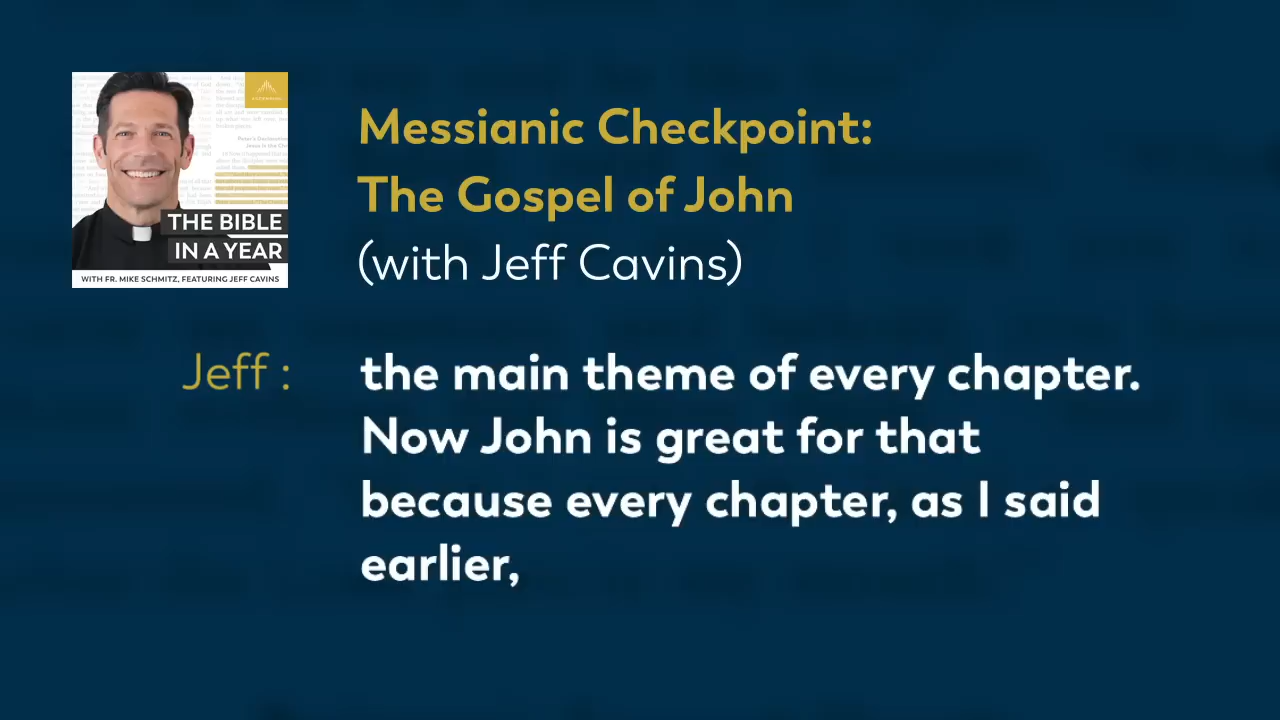 THE BIBLE
IN A YEAR
WITH FR. MIKE SCHMITZ, FEATURING JEFF CAVINS
Messianic Checkpoint:
The Gospel of John
(with Jeff Cavins)
Jeff :
the main theme of every chapter.
Now John is great for that
because every chapter, as I said
earlier,